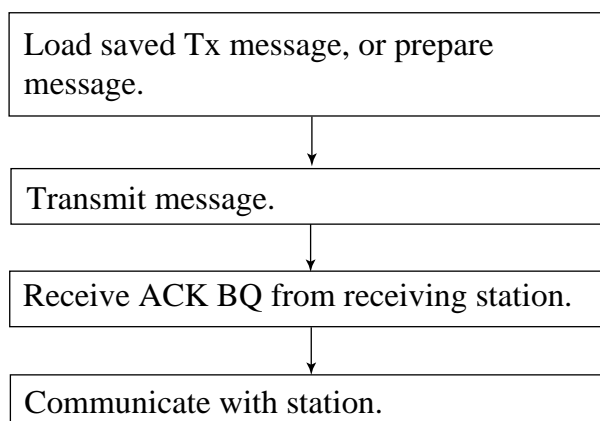 Load saved Tx message, or prepare
message.
Transmit message.
Receive ACK BQ from receiving station.
Communicate with station.